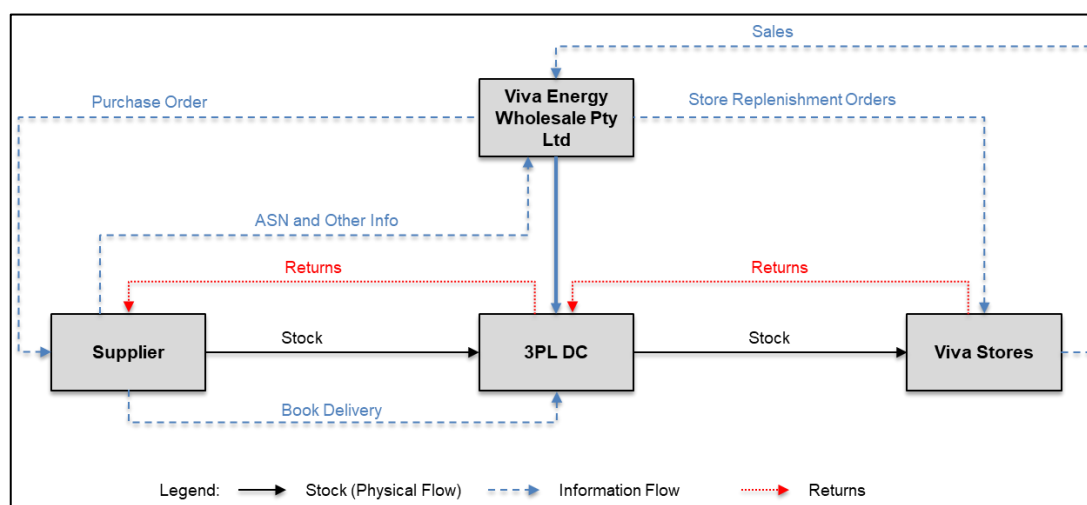 Sales
Purchase Order
Viva Energy
Wholesale Pty
Ltd
Store Replenishment Orders
ASN and Other Info
Returns
Returns
Supplier
Stock
3PL DC
Stock
Viva Stores
Book Delivery
Legend:
Stock (Physical Flow)
Information Flow
Returns